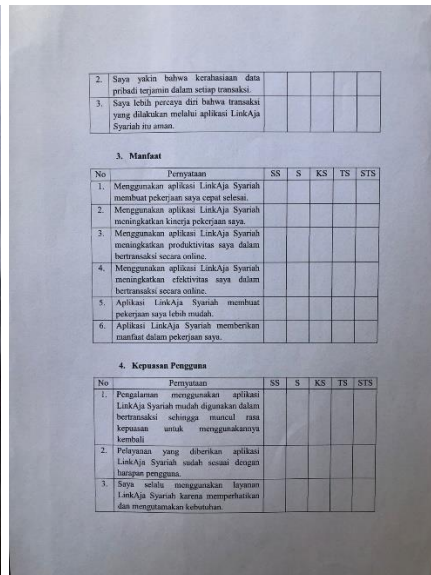 2. Saya yakin bahwa kerahasiaan data
pribadi terjamin dalam setiap transaksi.
3. Saya lebih percaya diri bahwa transaksi
yang dilakukan melalui aplikasi LinkAja
Syariah itu aman.
3. Manfaat
No Pernyataan SS S KS TS STS
1. Menggunakan aplikasi LinkAja Syariah
membuat pekerjaan saya cepat selesai.
2. Menggunakan aplikasi LinkAja Syariah
meningkatkan kinerja pekerjaan saya.
3. Menggunakan aplikasi LinkAja Syariah
meningkatkan produktivitas saya dalam
bertransaksi secara online.
4. Menggunakan aplikasi LinkAja Syariah
meningkatkan efektivitas saya dalam
bertransaksi secara online.
5. Aplikasi LinkAja Syariah membuat
pekerjaan saya lebih mudah.
6. Aplikasi LinkAja Syariah memberikan
manfaat dalam pekerjaan saya.
4. Kepuasan Pengguna
No Pernyataan SS S KS TS STS
1. Pengalaman menggunakan aplikasi
LinkAja Syariah mudah digunakan dalam
bertransaksi sehingga muncul rasa
kepuasan untuk menggunakannya
kembali
2. Pelayanan yang diberikan aplikasi
LinkAja Syariah sudah sesuai dengan
harapan pengguna.
3. Saya selalu menggunakan layanan
LinkAja Syariah karena memperhatikan
dan mengutamakan kebutuhan.